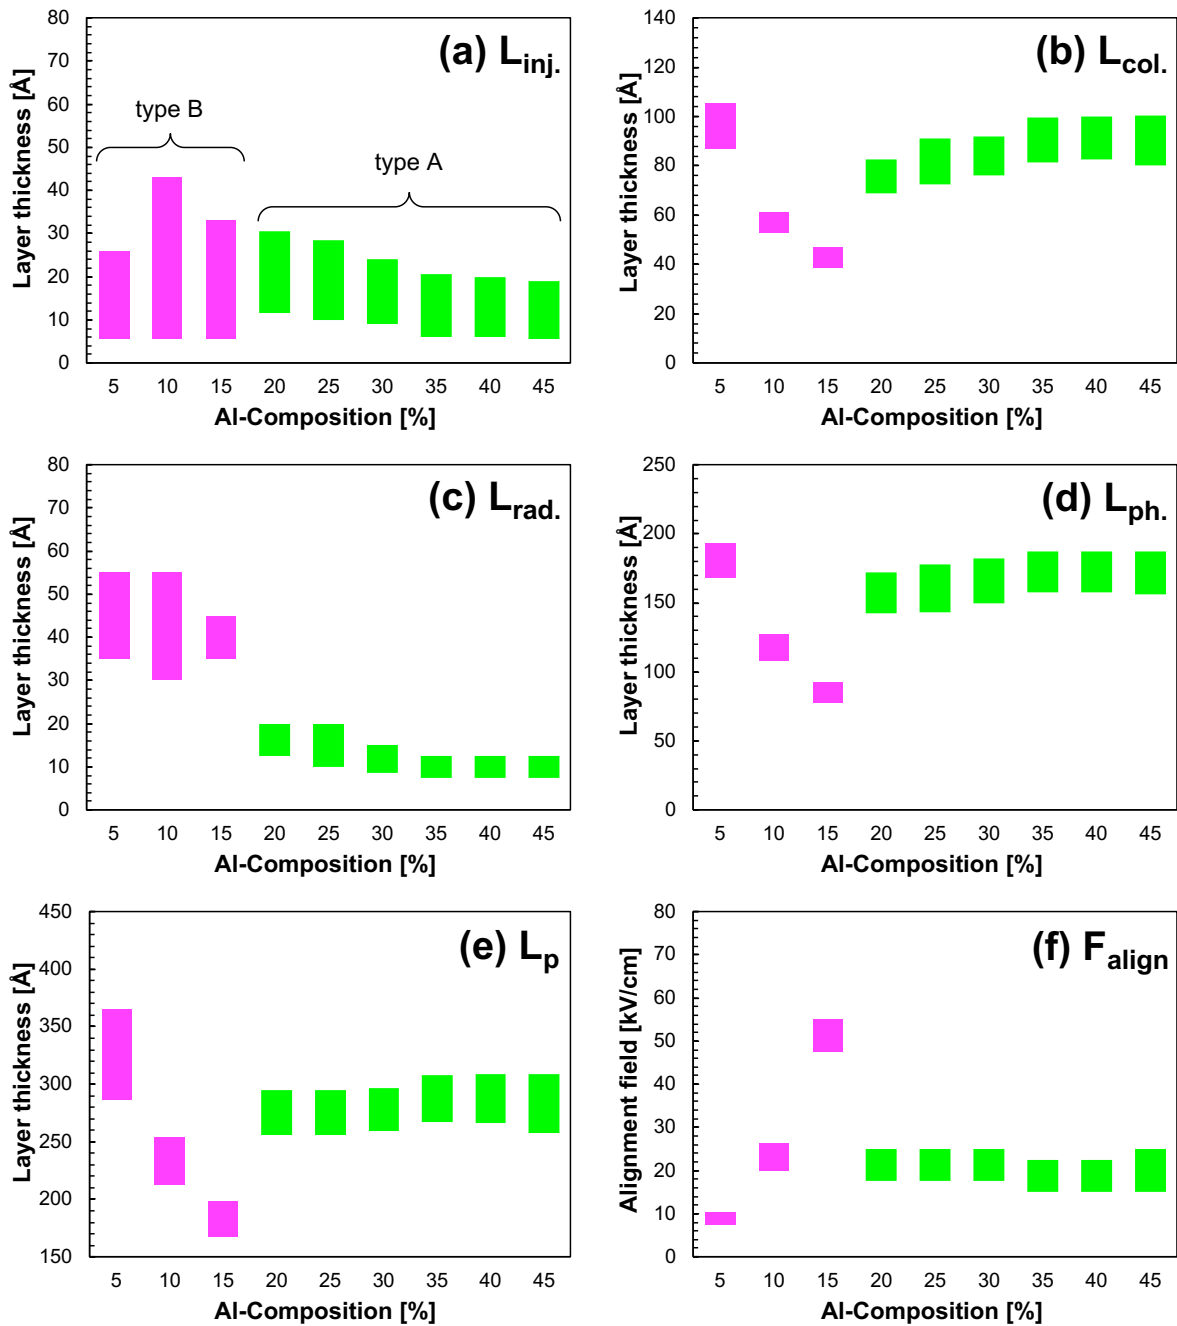 (a) L_inj.
Layer thickness [Å]
80
70
60
50
40
30
20
10
0
type B
type A
5 10 15 20 25 30 35 40 45
Al-Composition [%]
(b) L_col.
Layer thickness [Å]
140
120
100
80
60
40
20
0
5 10 15 20 25 30 35 40 45
Al-Composition [%]
(c) L_rad.
Layer thickness [Å]
80
70
60
50
40
30
20
10
0
5 10 15 20 25 30 35 40 45
Al-Composition [%]
(d) L_ph.
Layer thickness [Å]
250
200
150
100
50
0
5 10 15 20 25 30 35 40 45
Al-Composition [%]
(e) L_p
Layer thickness [Å]
450
400
350
300
250
200
150
5 10 15 20 25 30 35 40 45
Al-Composition [%]
(f) F_align
Alignment field [kV/cm]
80
70
60
50
40
30
20
10
0
5 10 15 20 25 30 35 40 45
Al-Composition [%]